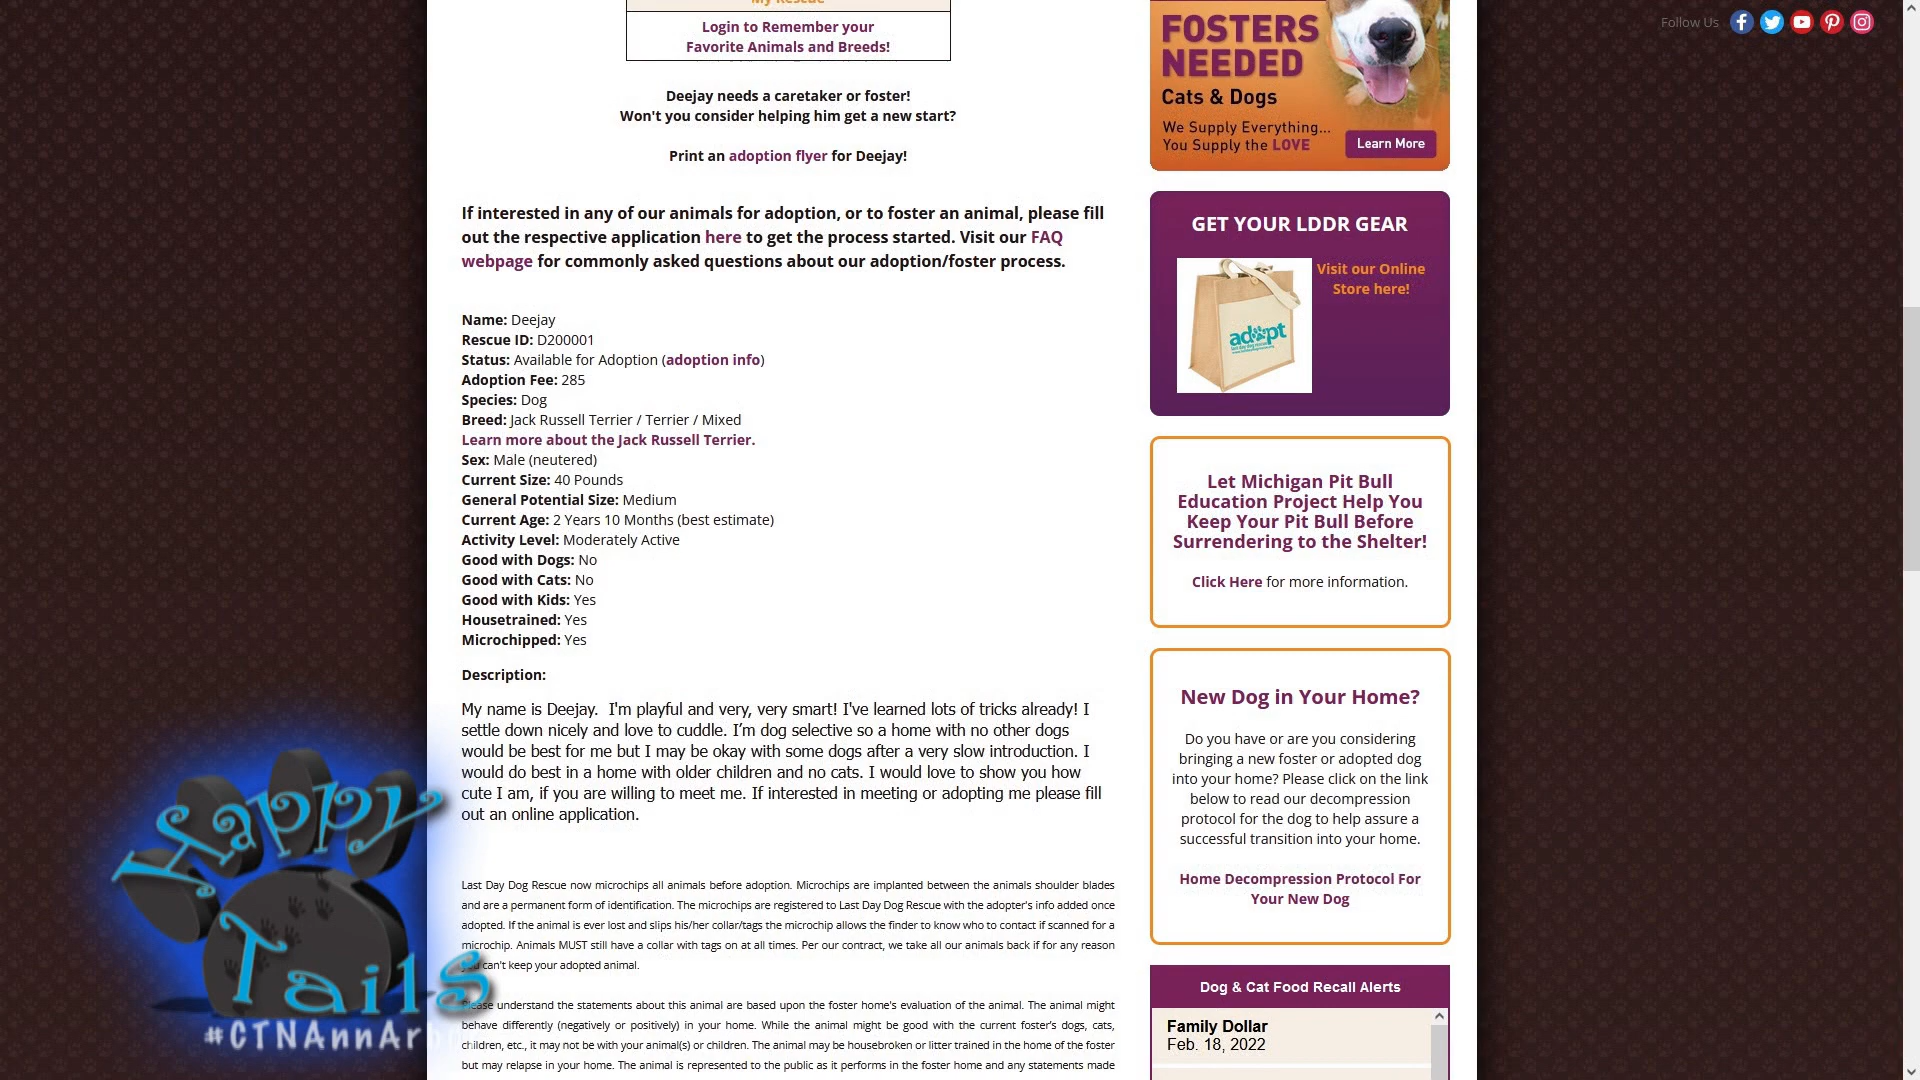 My Rescue
Login to Remember your
Favorite Animals and Breeds!
Deejay needs a caretaker or foster!
Won't you consider helping him get a new start?
Print an adoption flyer for Deejay!
If interested in any of our animals for adoption, or to foster an animal, please fill
out the respective application here to get the process started. Visit our FAQ
webpage for commonly asked questions about our adoption/foster process.
Name: Deejay
Rescue ID: D200001
Status: Available for Adoption (adoption info)
Adoption Fee: 285
Species: Dog
Breed: Jack Russell Terrier / Terrier / Mixed
Learn more about the Jack Russell Terrier.
Sex: Male (neutered)
Current Size: 40 Pounds
General Potential Size: Medium
Current Age: 2 Years 10 Months (best estimate)
Activity Level: Moderately Active
Good with Dogs: No
Good with Cats: No
Good with Kids: Yes
Housetrained: Yes
Microchipped: Yes
Description:
My name is Deejay.  I'm playful and very, very smart! I've learned lots of tricks already! I
settle down nicely and love to cuddle. I’m dog selective so a home with no other dogs
would be best for me but I may be okay with some dogs after a very slow introduction. I
would do best in a home with older children and no cats. I would love to show you how
cute I am, if you are willing to meet me. If interested in meeting or adopting me please fill
out an online application.
Last Day Dog Rescue now microchips all animals before adoption. Microchips are implanted between the animals shoulder blades
and are a permanent form of identification. The microchips are registered to Last Day Dog Rescue with the adopter's info added once
adopted. If the animal is ever lost and slips his/her collar/tags the microchip allows the finder to know who to contact if scanned for a
microchip. Animals MUST still have a collar with tags on at all times. Per our contract, we take all our animals back if for any reason
you can't keep your adopted animal.
Please understand the statements about this animal are based upon the foster home's evaluation of the animal. The animal might
behave differently (negatively or positively) in your home. While the animal might be good with the current foster's dogs, cats,
children, etc., it may not be with your animal(s) or children. The animal may be housebroken or litter trained in the home of the foster
but may relapse in your home. The animal is represented to the public as it performs in the foster home and any statements made
Happy
Tails
#CTNAnnArbor
FOSTERS
NEEDED
Cats & Dogs
We Supply Everything...
You Supply the LOVE
Learn More
GET YOUR LDDR GEAR
adopt
Visit our Online
Store here!
Let Michigan Pit Bull
Education Project Help You
Keep Your Pit Bull Before
Surrendering to the Shelter!
Click Here for more information.
New Dog in Your Home?
Do you have or are you considering
bringing a new foster or adopted dog
into your home? Please click on the link
below to read our decompression
protocol for the dog to help assure a
successful transition into your home.
Home Decompression Protocol For
Your New Dog
Dog & Cat Food Recall Alerts
Family Dollar
Feb. 18, 2022
Follow Us